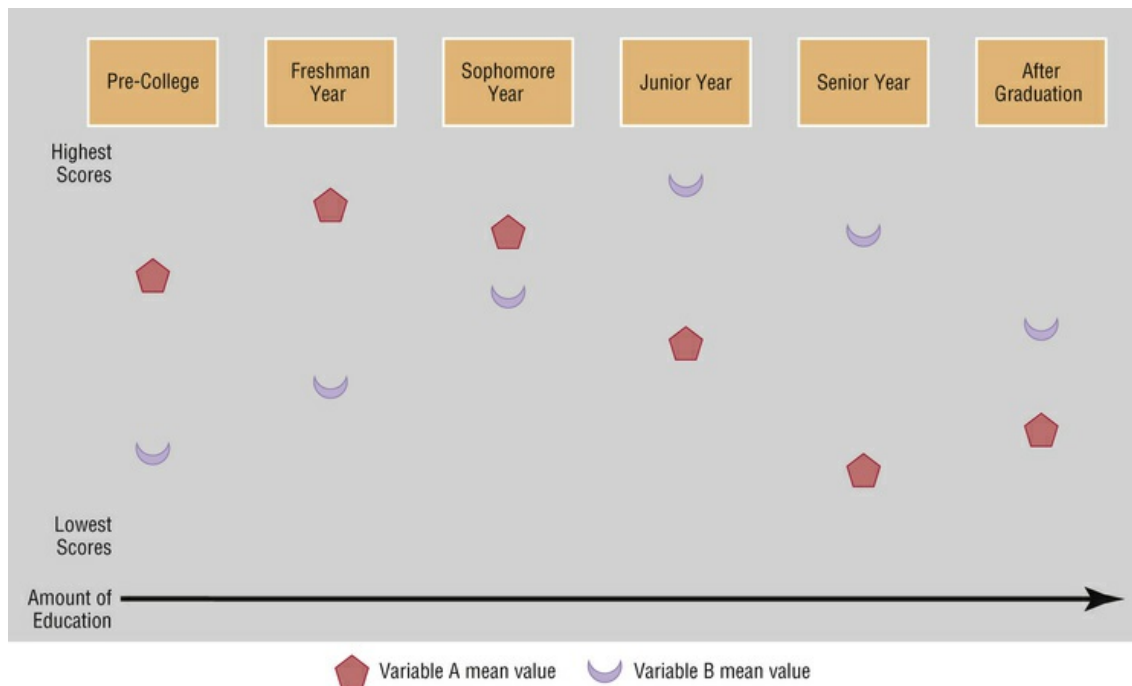 Pre-College
Freshman
Year
Sophomore
Year
Junior Year
Senior Year
After
Graduation
Highest
Scores
Lowest
Scores
Amount of
Education
Variable A mean value
Variable B mean value